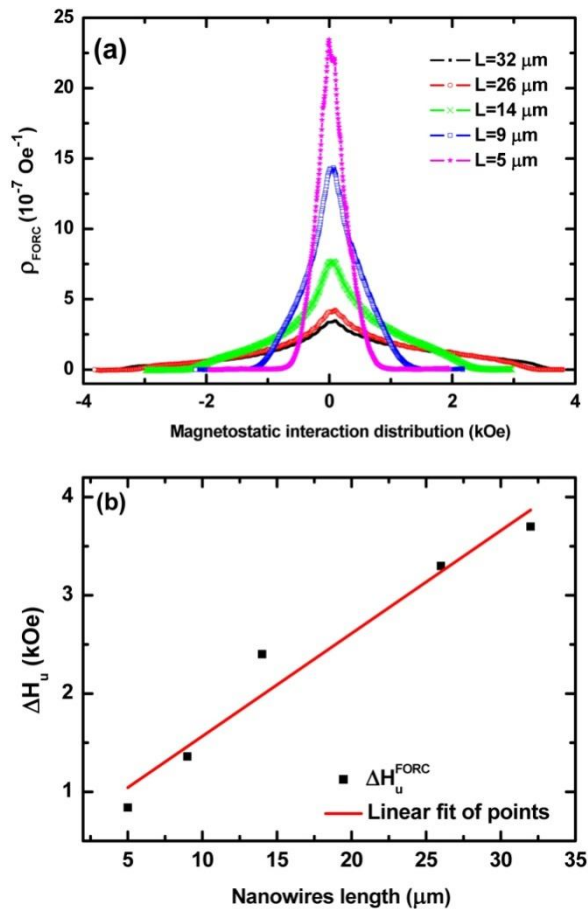 (a)
L=32 μm
L=26 μm
L=14 μm
L=9 μm
L=5 μm
25
20
15
10
5
0
ρFORC (10⁻⁷ Oe⁻¹)
-4 -2 0 2 4
Magnetostatic interaction distribution (kOe)
(b)
4
3
2
1
ΔHᵤ (kOe)
ΔHᵤFORC
Linear fit of points
5 10 15 20 25 30 35
Nanowires length (μm)